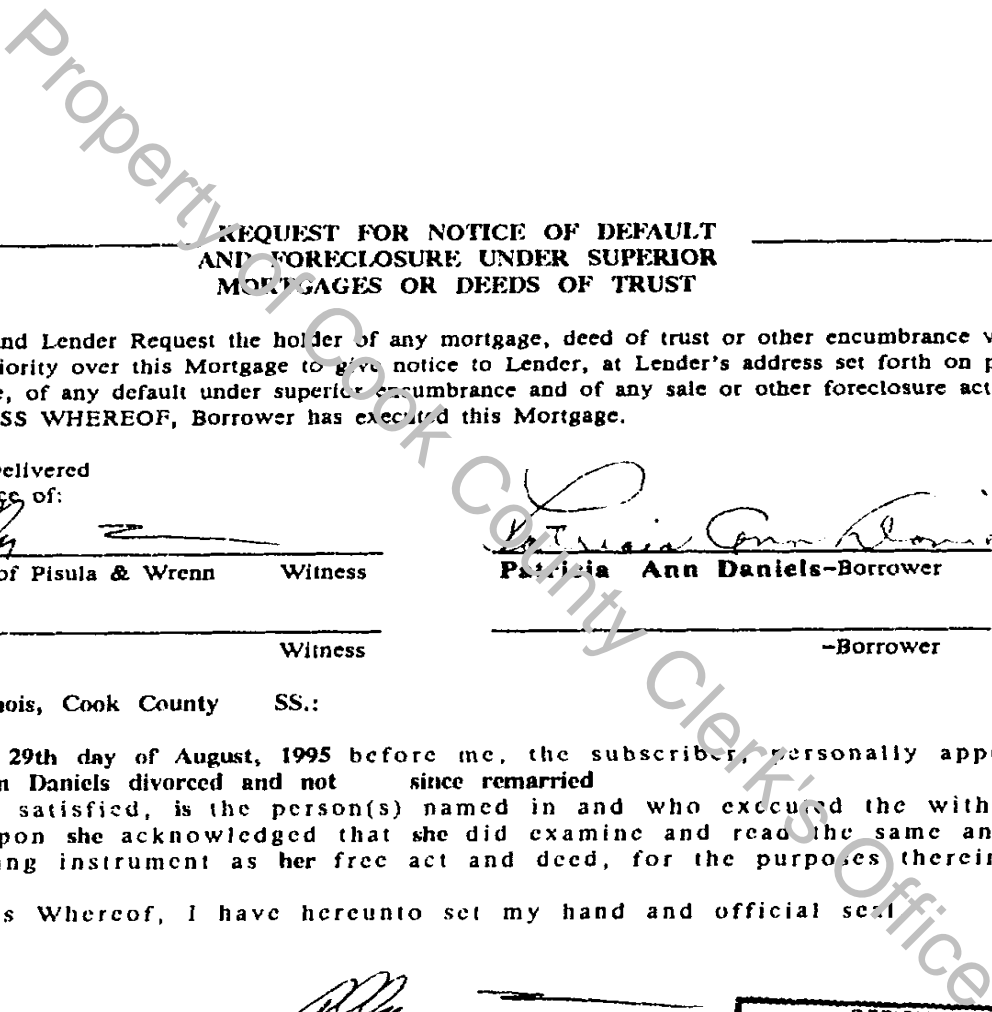 REQUEST FOR NOTICE OF DEFAULT
AND FORECLOSURE UNDER SUPERIOR
MORTGAGES OR DEEDS OF TRUST
nd Lender Request the holder of any mortgage, deed of trust or other encumbrance v
iority over this Mortgage to give notice to Lender, at Lender's address set forth on p
e, of any default under superior encumbrance and of any sale or other foreclosure act
SS WHEREOF, Borrower has executed this Mortgage.
elivered
ce of:
Patricia Ann Daniels
of Pisula & Wrenn Witness Patricia Ann Daniels-Borrower
Witness -Borrower
nois, Cook County SS.:
29th day of August, 1995 before me, the subscriber, personally app
n Daniels divorced and not since remarried
satisfied, is the person(s) named in and who executed the with
pon she acknowledged that she did examine and read the same an
ng instrument as her free act and deed, for the purposes therein
s Whereof, I have hereunto set my hand and official seal
Property of Cook County Clerk's Office